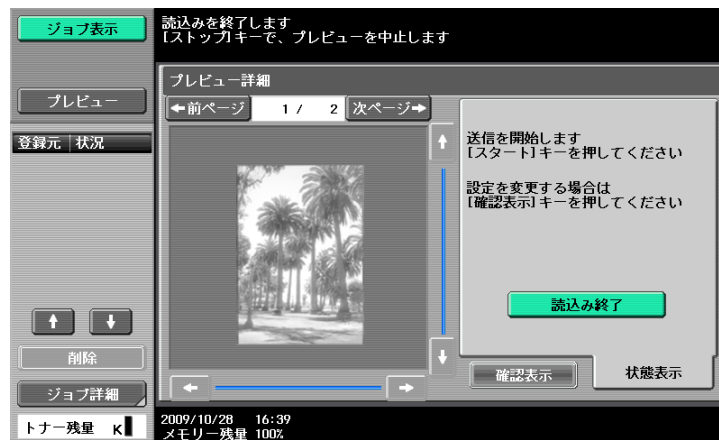 ジョブ表示
読込みを終了します
[ストップ]キーで、プレビューを中止します
プレビュー
プレビュー詳細
←前ページ
1 / 2
次ページ→
登録元 状況
送信を開始します
[スタート]キーを押してください
設定を変更する場合は
[確認表示]キーを押してください
読込み終了
削除
確認表示
状態表示
ジョブ詳細
トナー残量 K
2009/10/28 16:39
メモリー残量 100%